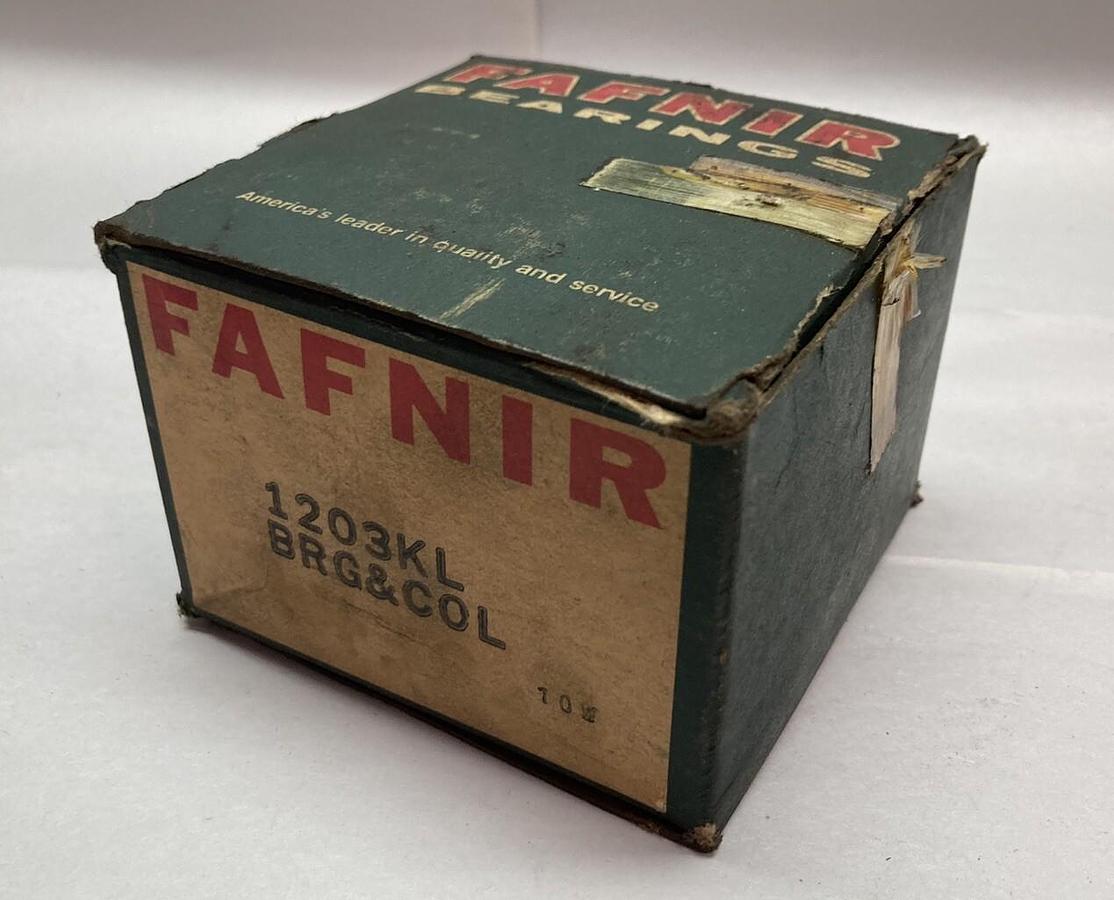 FAFNIR
BEARINGS
America's leader in quality and service
FAFNIR
1203KL
BRG&COL